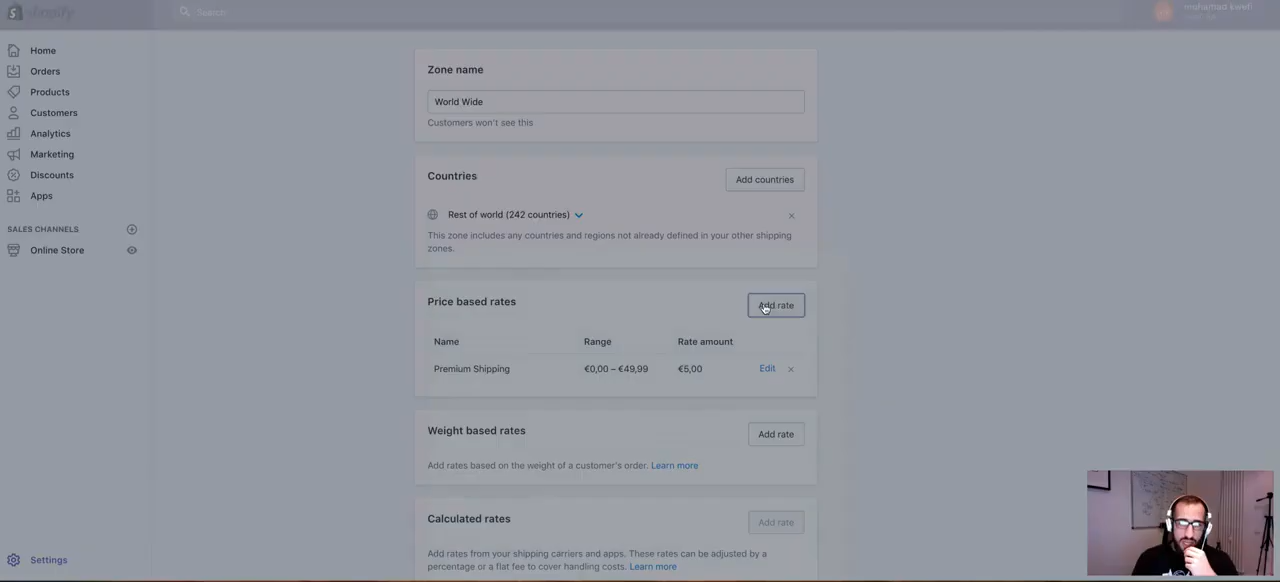 shopify
Search
Home
Orders
Products
Customers
Analytics
Marketing
Discounts
Apps
SALES CHANNELS
Online Store
Settings
Zone name
World Wide
Customers won't see this
Countries
Add countries
Rest of world (242 countries)
This zone includes any countries and regions not already defined in your other shipping
zones.
Price based rates
Add rate
Name Range Rate amount
Premium Shipping €0,00 – €49,99 €5,00 Edit
Weight based rates
Add rate
Add rates based on the weight of a customer's order. Learn more
Calculated rates
Add rate
Add rates from your shipping carriers and apps. These rates can be adjusted by a
percentage or a flat fee to cover handling costs. Learn more